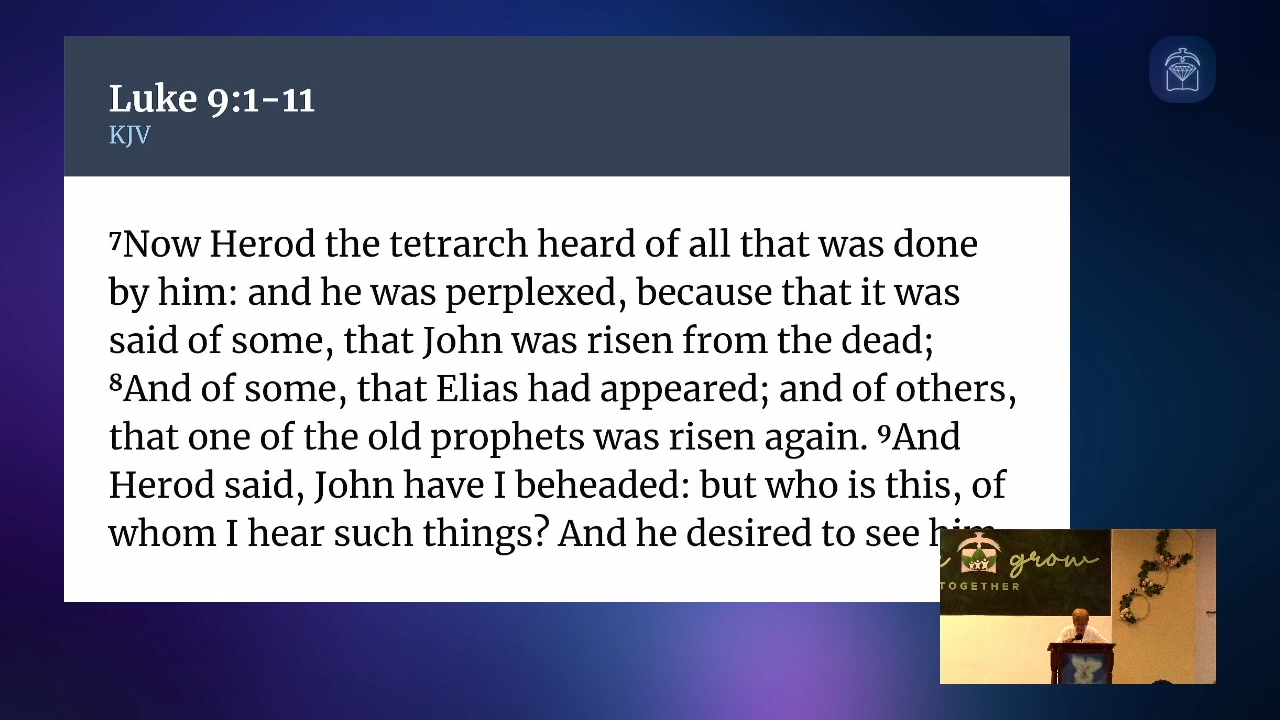 Luke 9:1-11
KJV
7Now Herod the tetrarch heard of all that was done
by him: and he was perplexed, because that it was
said of some, that John was risen from the dead;
8And of some, that Elias had appeared; and of others,
that one of the old prophets was risen again. 9And
Herod said, John have I beheaded: but who is this, of
whom I hear such things? And he desired to see him
grow
TOGETHER